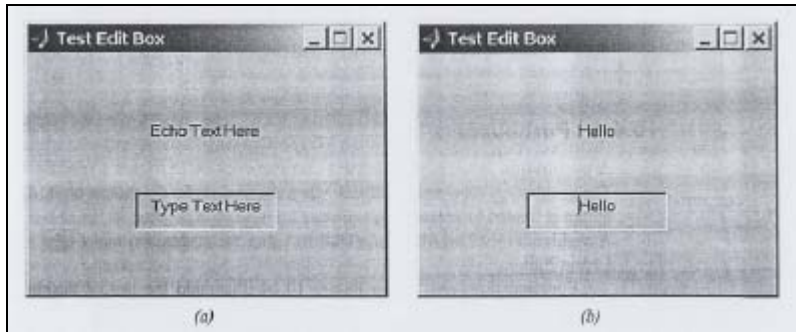 Test Edit Box
Echo Text Here
Type Text Here
(a)
Test Edit Box
Hello
Hello
(b)